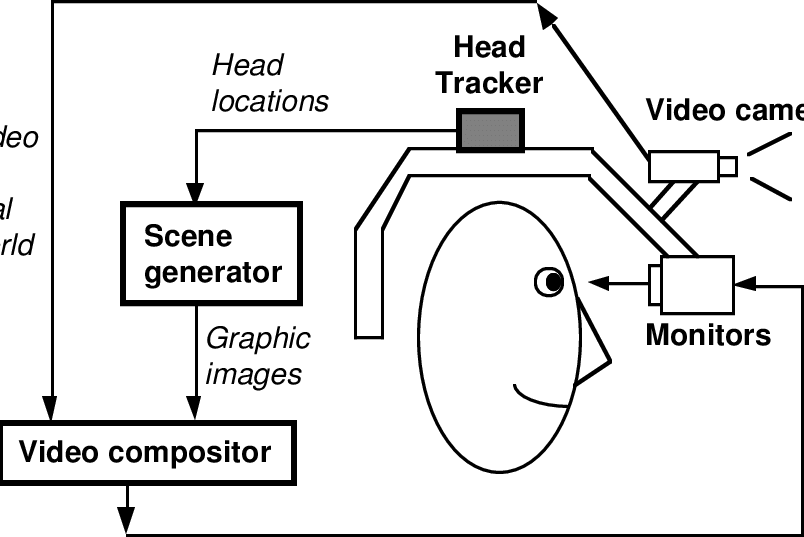 Head
Tracker
Head
locations
Video came
deo
al
rld
Scene
generator
Graphic
images
Monitors
Video compositor